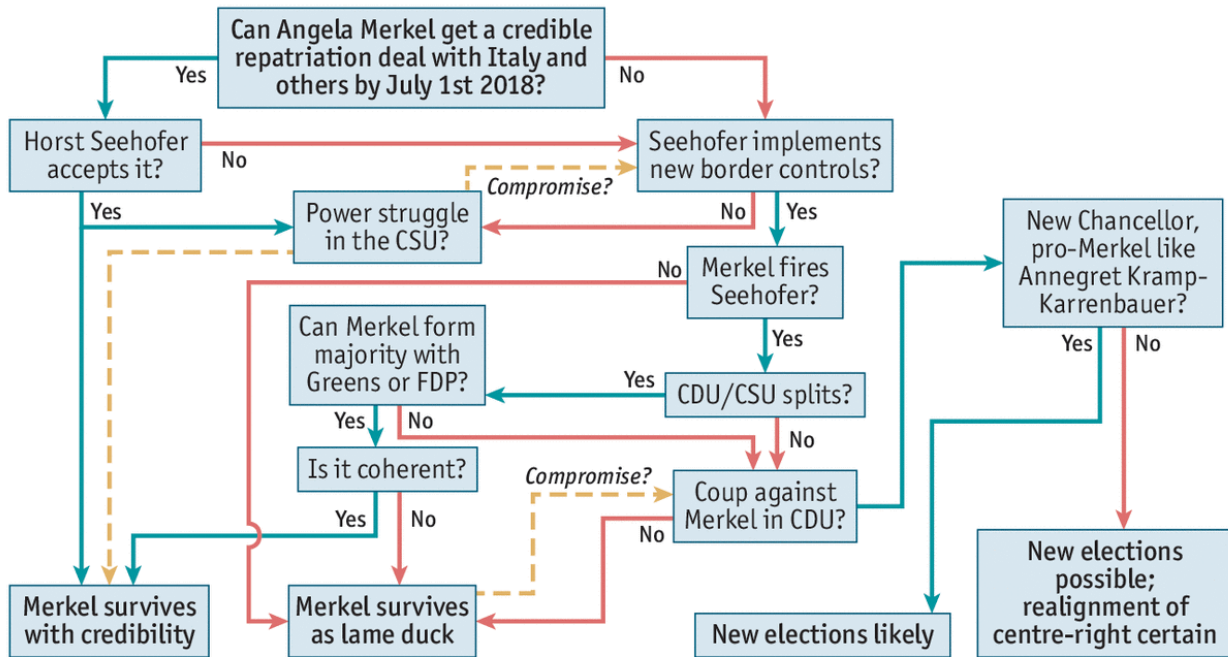 Can Angela Merkel get a credible
repatriation deal with Italy and
others by July 1st 2018?
Yes
No
Horst Seehofer
accepts it?
No
Seehofer implements
new border controls?
Compromise?
Yes
Power struggle
in the CSU?
No
Yes
New Chancellor,
pro-Merkel like
Annegret Kramp-
Karrenbauer?
No
Merkel fires
Seehofer?
Can Merkel form
majority with
Greens or FDP?
Yes
Yes
No
Yes
CDU/CSU splits?
Yes
No
No
Is it coherent?
Compromise?
Coup against
Merkel in CDU?
Yes
No
No
Merkel survives
with credibility
Merkel survives
as lame duck
New elections likely
New elections
possible;
realignment of
centre-right certain